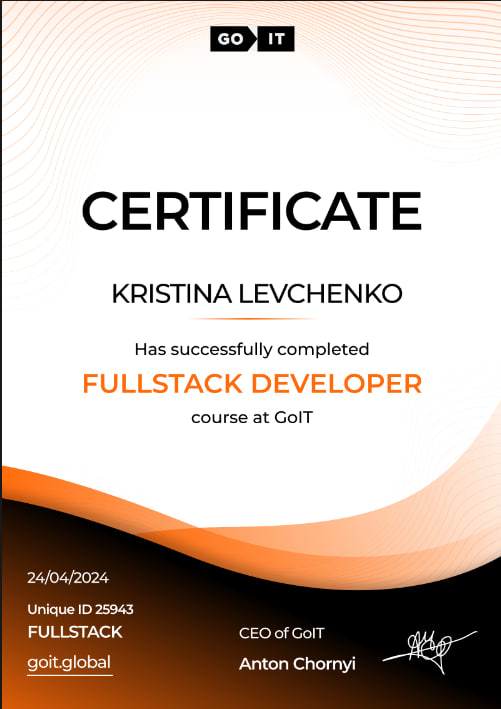 GO IT
CERTIFICATE
KRISTINA LEVCHENKO
Has successfully completed
FULLSTACK DEVELOPER
course at GoIT
24/04/2024
Unique ID 25943
FULLSTACK
goit.global
CEO of GoIT
Anton Chornyi